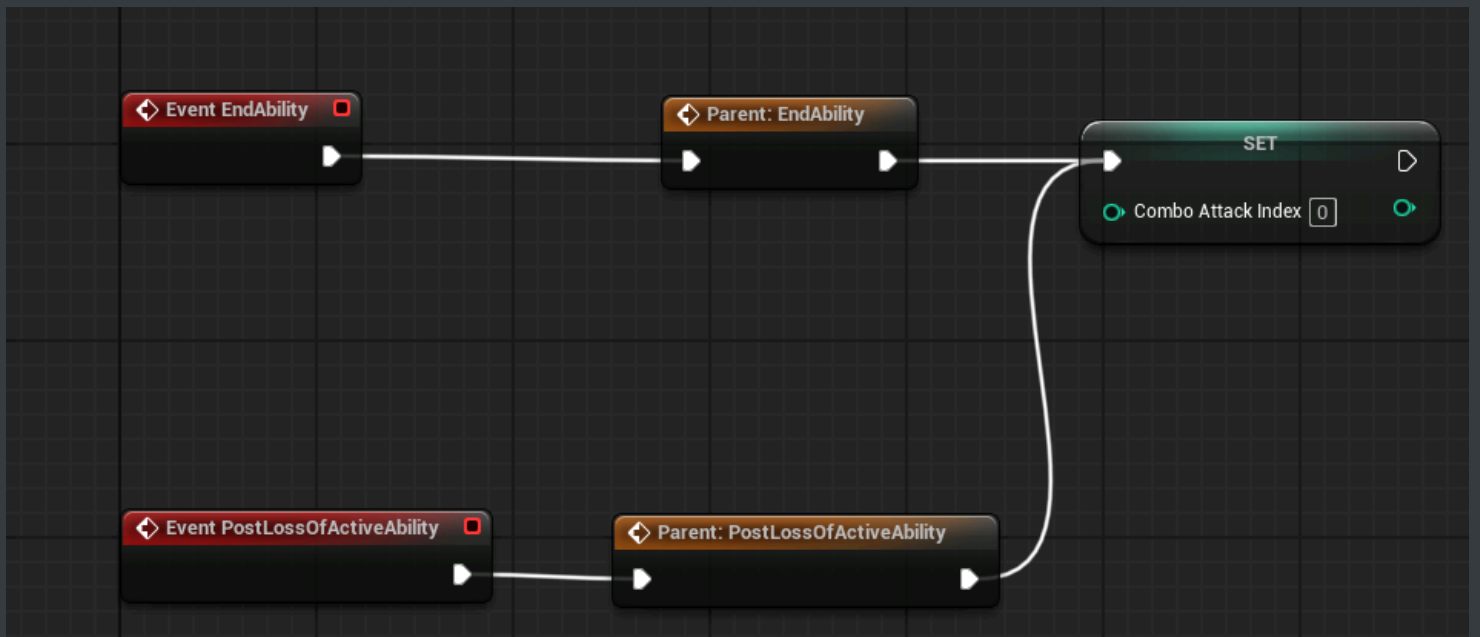 Event EndAbility
Parent: EndAbility
SET
Combo Attack Index 0
Event PostLossOfActiveAbility
Parent: PostLossOfActiveAbility